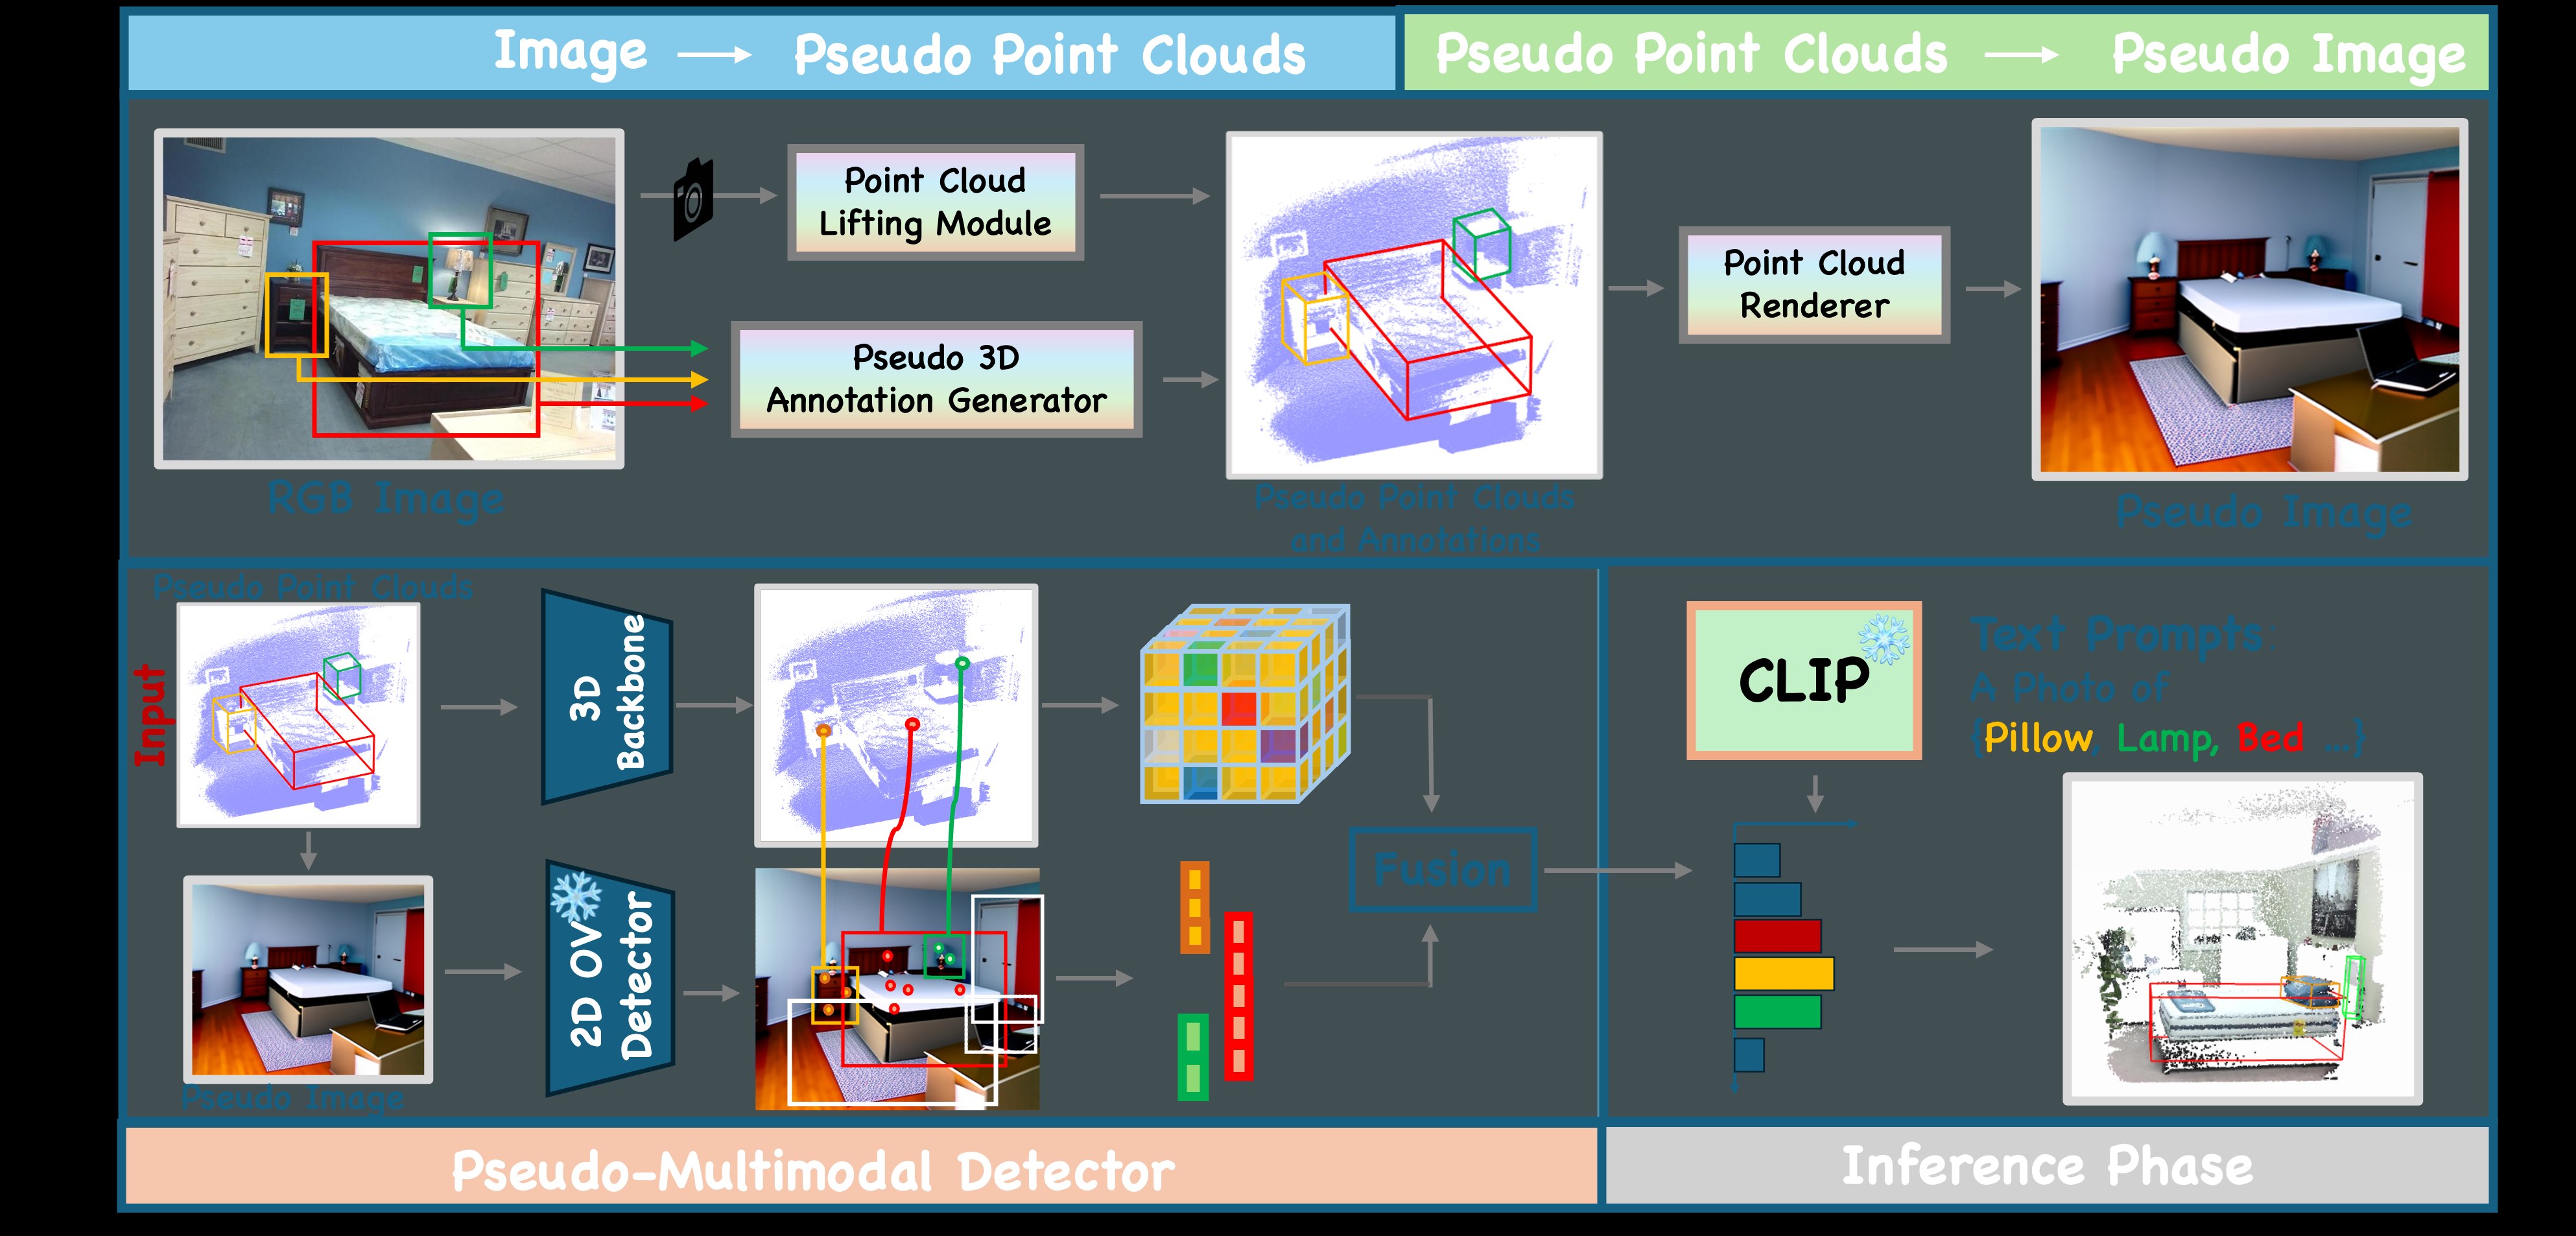 Image → Pseudo Point Clouds
Pseudo Point Clouds → Pseudo Image
Point Cloud
Lifting Module
Pseudo 3D
Annotation Generator
Point Cloud
Renderer
RGB Image
Pseudo Point Clouds
and Annotations
Pseudo Image
Pseudo Point Clouds
Input
3D
Backbone
Pseudo Image
2D OV
Detector
Fusion
CLIP
Text Prompts:
A Photo of
{Pillow, Lamp, Bed ...}
Pseudo-Multimodal Detector
Inference Phase